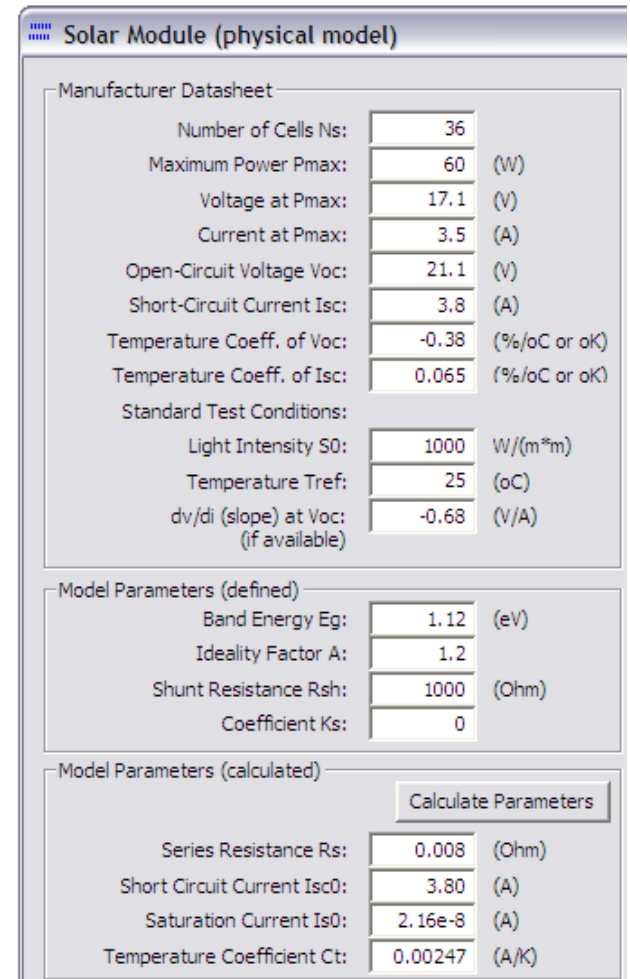 Solar Module (physical model)
Manufacturer Datasheet
Number of Cells Ns: 36
Maximum Power Pmax: 60 (W)
Voltage at Pmax: 17.1 (V)
Current at Pmax: 3.5 (A)
Open-Circuit Voltage Voc: 21.1 (V)
Short-Circuit Current Isc: 3.8 (A)
Temperature Coeff. of Voc: -0.38 (%/oC or oK)
Temperature Coeff. of Isc: 0.065 (%/oC or oK)
Standard Test Conditions:
Light Intensity S0: 1000 W/(m*m)
Temperature Tref: 25 (oC)
dv/di (slope) at Voc: -0.68 (V/A)
(if available)
Model Parameters (defined)
Band Energy Eg: 1.12 (eV)
Ideality Factor A: 1.2
Shunt Resistance Rsh: 1000 (Ohm)
Coefficient Ks: 0
Model Parameters (calculated)
Calculate Parameters
Series Resistance Rs: 0.008 (Ohm)
Short Circuit Current Isc0: 3.80 (A)
Saturation Current Is0: 2.16e-8 (A)
Temperature Coefficient Ct: 0.00247 (A/K)